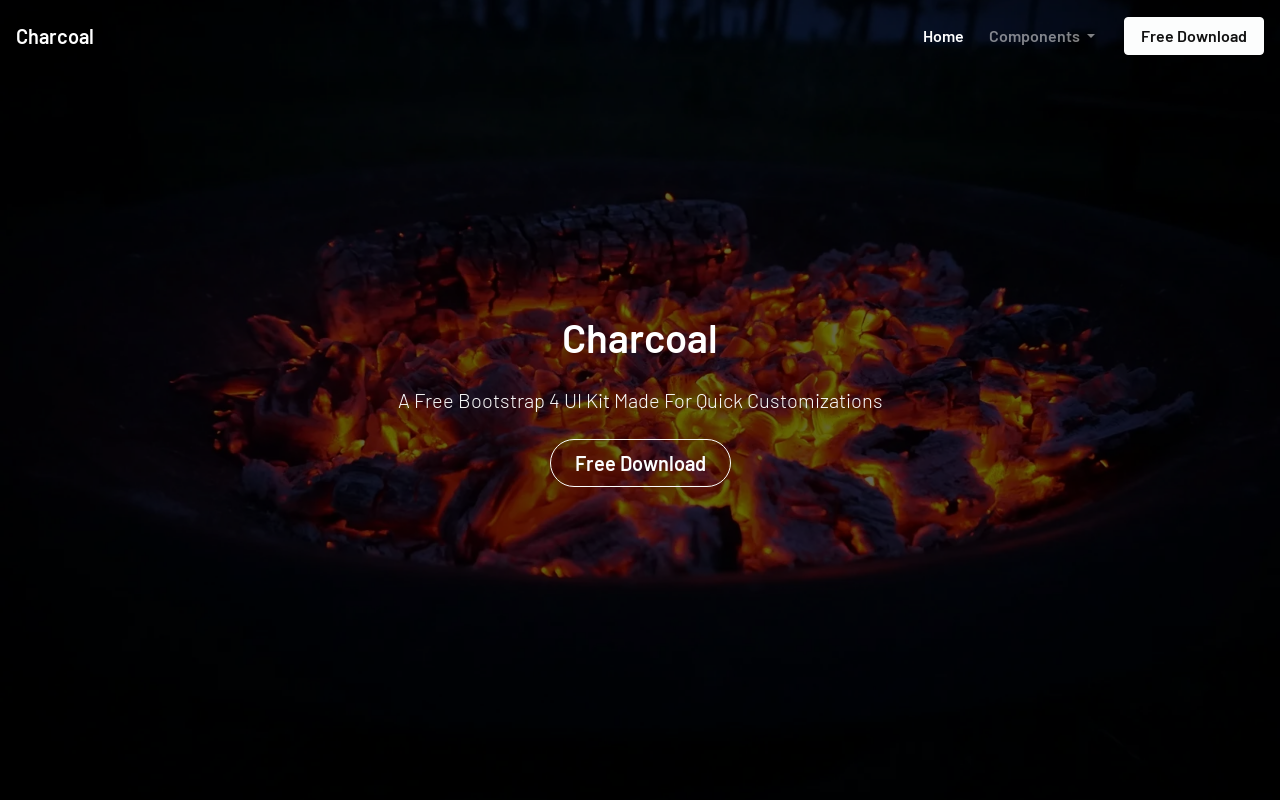 Charcoal
Home
Components
Free Download
Charcoal
A Free Bootstrap 4 UI Kit Made For Quick Customizations
Free Download